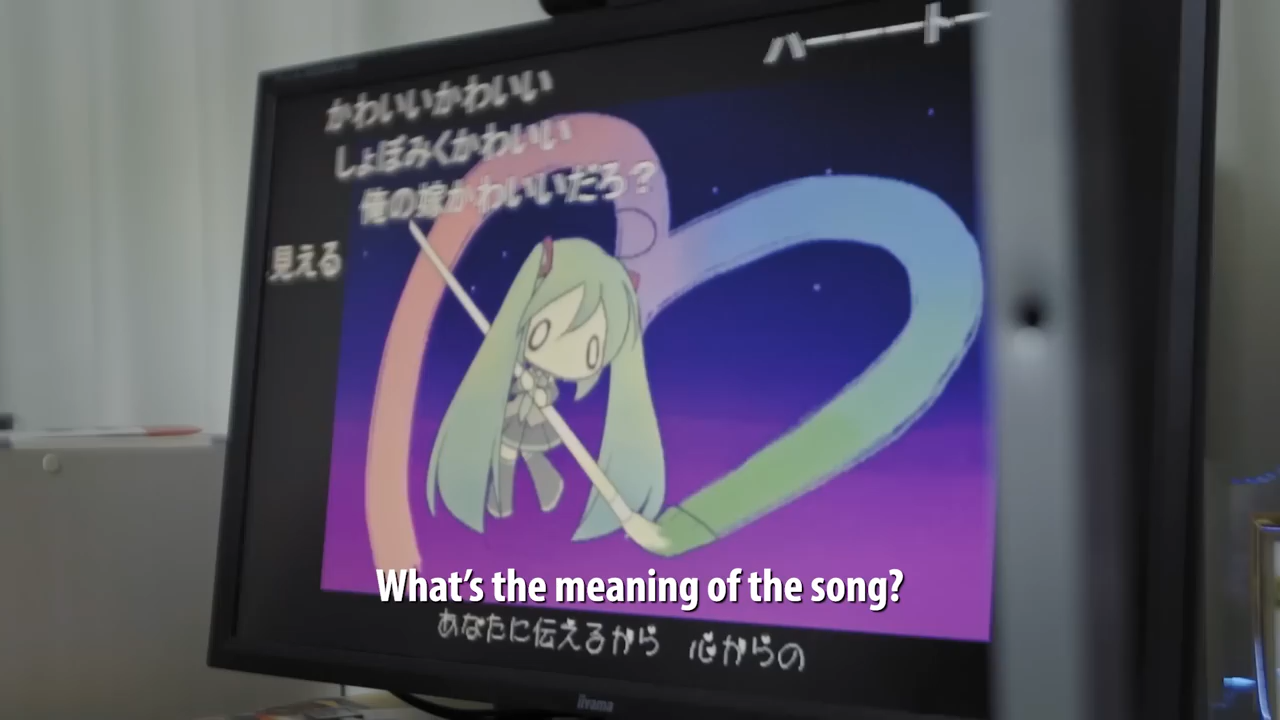 ハーート
かわいいかわいい
しょぼみくかわいい
俺の嫁かわいいだろ？
見える
What's the meaning of the song?
あなたに伝えるから 心からの
iiyama